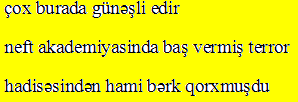 çox burada günəşli edir
neft akademiyasinda baş vermiş terror
hadisəsindən hami bərk qorxmuşdu